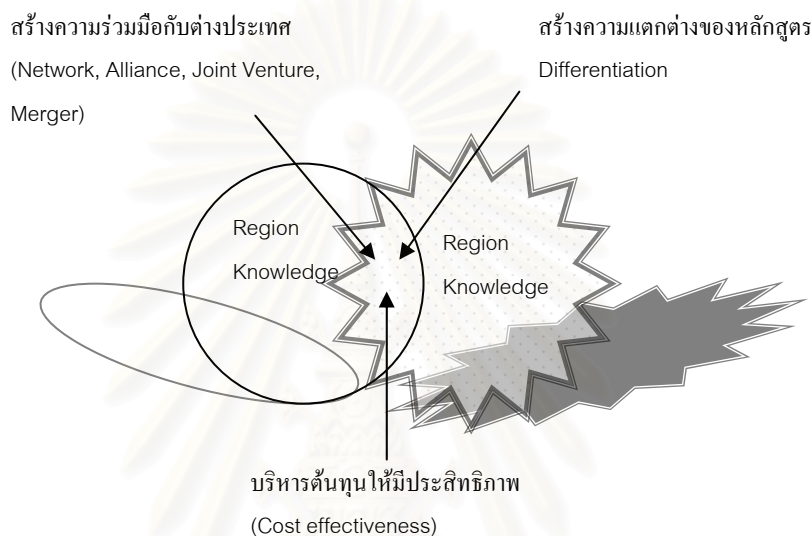 สร้างความร่วมมือกับต่างประเทศ
(Network, Alliance, Joint Venture,
Merger)
สร้างความแตกต่างของหลักสูตร
Differentiation
Region
Knowledge
Region
Knowledge
บริหารต้นทุนให้มีประสิทธิภาพ
(Cost effectiveness)